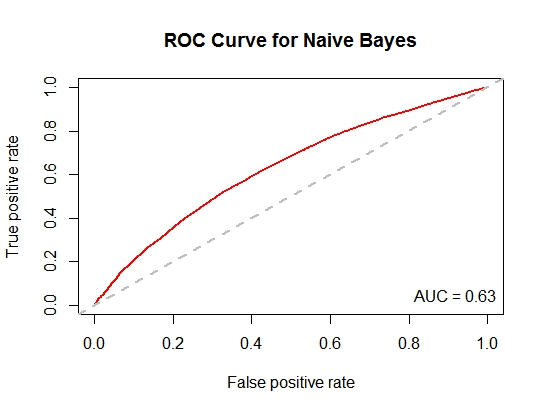 ROC Curve for Naive Bayes
True positive rate
1.0
0.8
0.6
0.4
0.2
0.0
AUC = 0.63
0.0 0.2 0.4 0.6 0.8 1.0
False positive rate